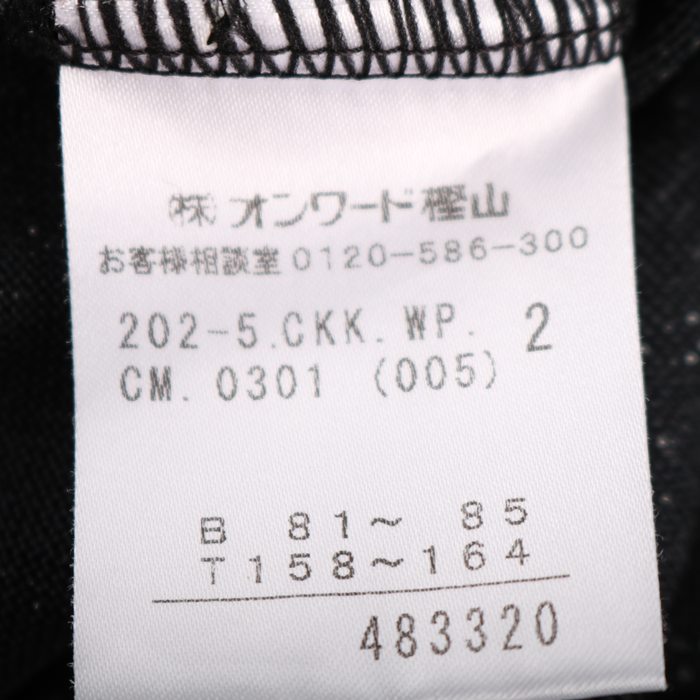 ㈱オンワード樫山
お客様相談室 0120-586-300
202-5.CKK.WP. 2
CM.0301 (005)
B 81～ 85
T158～164
483320